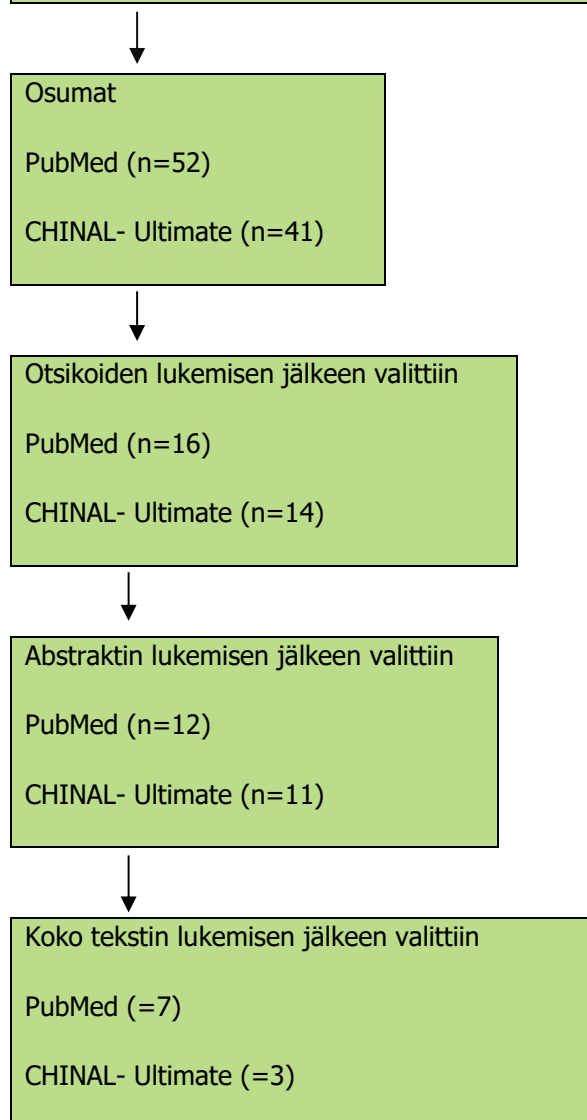 Osumat
PubMed (n=52)
CHINAL- Ultimate (n=41)
Otsikoiden lukemisen jälkeen valittiin
PubMed (n=16)
CHINAL- Ultimate (n=14)
Abstraktin lukemisen jälkeen valittiin
PubMed (n=12)
CHINAL- Ultimate (n=11)
Koko tekstin lukemisen jälkeen valittiin
PubMed (=7)
CHINAL- Ultimate (=3)